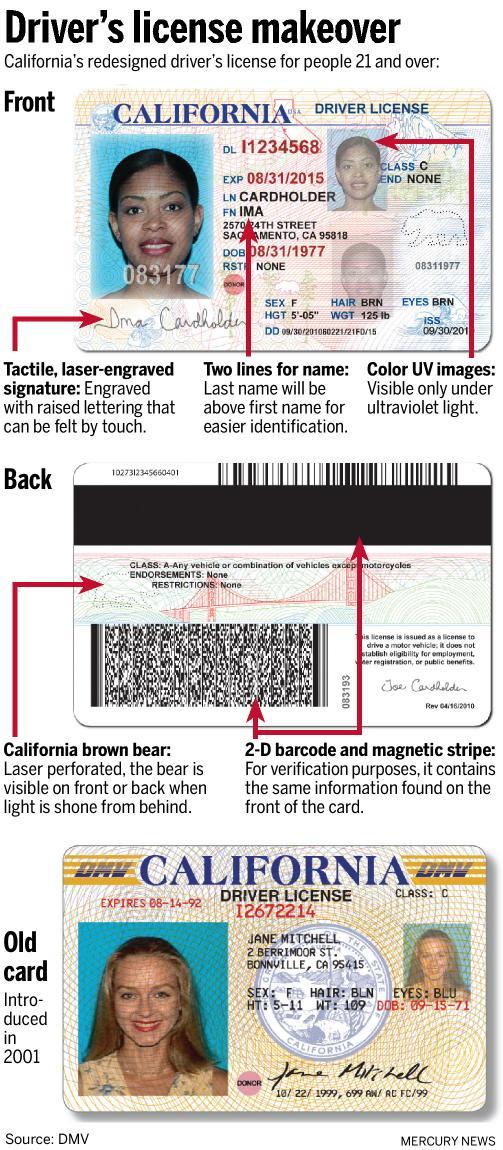 Driver's license makeover
California's redesigned driver's license for people 21 and over:
Front
CALIFORNIA USA DRIVER LICENSE
DL I1234568
CLASS C
EXP 08/31/2015
END NONE
LN CARDHOLDER
FN IMA
2570 24TH STREET
SACRAMENTO, CA 95818
DOB 08/31/1977
RSTR NONE
08311977
083177
DONOR
SEX F HAIR BRN EYES BRN
HGT 5'-05" WGT 125 lb
ISS
DD 09/30/201060221/21FD/15
09/30/201
Ima Cardholder
Tactile, laser-engraved
signature: Engraved
with raised lettering that
can be felt by touch.
Two lines for name:
Last name will be
above first name for
easier identification.
Color UV images:
Visible only under
ultraviolet light.
Back
10273I2345660401
CLASS: A-Any vehicle or combination of vehicles except motorcycles
ENDORSEMENTS: None
RESTRICTIONS: None
This license is issued as a license to
drive a motor vehicle; it does not
establish eligibility for employment,
voter registration, or public benefits.
083193
Joe Cardholder
Rev 04/16/2010
California brown bear:
Laser perforated, the bear is
visible on front or back when
light is shone from behind.
2-D barcode and magnetic stripe:
For verification purposes, it contains
the same information found on the
front of the card.
DMV CALIFORNIA DMV
DRIVER LICENSE
CLASS: C
EXPIRES 08-14-92
I2672214
Old
card
Intro-
duced
in
2001
JANE MITCHELL
2 BERRIMOOR ST.
BONNVILLE, CA 95415
SEX: F HAIR: BLN EYES: BLU
HT: 5-11 WT: 109 DOB: 09-15-71
CALIFORNIA
DONOR
Jane Mitchell
10/ 22/ 1999, 699 AW/ AC FC/99
Source: DMV
MERCURY NEWS